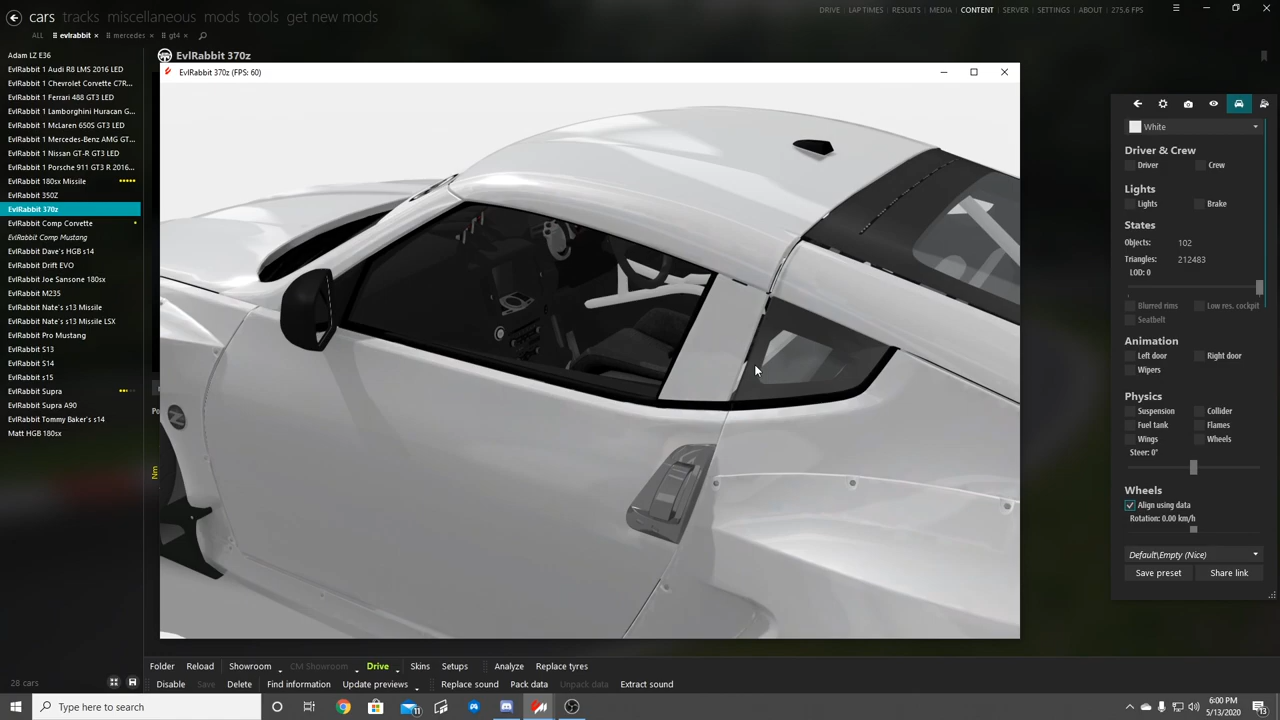 cars tracks miscellaneous mods tools get new mods
DRIVE LAP TIMES RESULTS MEDIA CONTENT SERVER SETTINGS ABOUT 275.6 FPS
ALL evlrabbit mercedes gt4
EvlRabbit 370z
EvlRabbit 370z (FPS: 60)
Adam LZ E36
EvlRabbit 1 Audi R8 LMS 2016 LED
EvlRabbit 1 Chevrolet Corvette C7R...
EvlRabbit 1 Ferrari 488 GT3 LED
EvlRabbit 1 Lamborghini Huracan G...
EvlRabbit 1 McLaren 650S GT3 LED
EvlRabbit 1 Mercedes-Benz AMG GT...
EvlRabbit 1 Nissan GT-R GT3 LED
EvlRabbit 1 Porsche 911 GT3 R 2016...
EvlRabbit 180sx Missile
EvlRabbit 350Z
EvlRabbit 370z
EvlRabbit Comp Corvette
EvlRabbit Comp Mustang
EvlRabbit Dave's HGB s14
EvlRabbit Drift EVO
EvlRabbit Joe Sansone 180sx
EvlRabbit M235
EvlRabbit Nate's s13 Missile
EvlRabbit Nate's s13 Missile LSX
EvlRabbit Pro Mustang
EvlRabbit S13
EvlRabbit S14
EvlRabbit s15
EvlRabbit Supra
EvlRabbit Supra A90
EvlRabbit Tommy Baker's s14
Matt HGB 180sx
28 cars
Po
Nm
White
Driver & Crew
Driver Crew
Lights
Lights Brake
States
Objects: 102
Triangles: 212483
LOD: 0
Blurred rims Low res. cockpit
Seatbelt
Animation
Left door Right door
Wipers
Physics
Suspension Collider
Fuel tank Flames
Wings Wheels
Steer: 0°
Wheels
Align using data
Rotation: 0.00 km/h
Default\Empty (Nice)
Save preset Share link
Folder Reload Showroom CM Showroom Drive Skins Setups Analyze Replace tyres
Disable Save Delete Find information Update previews Replace sound Pack data Unpack data Extract sound
Type here to search
11
6:00 PM
5/13/2020